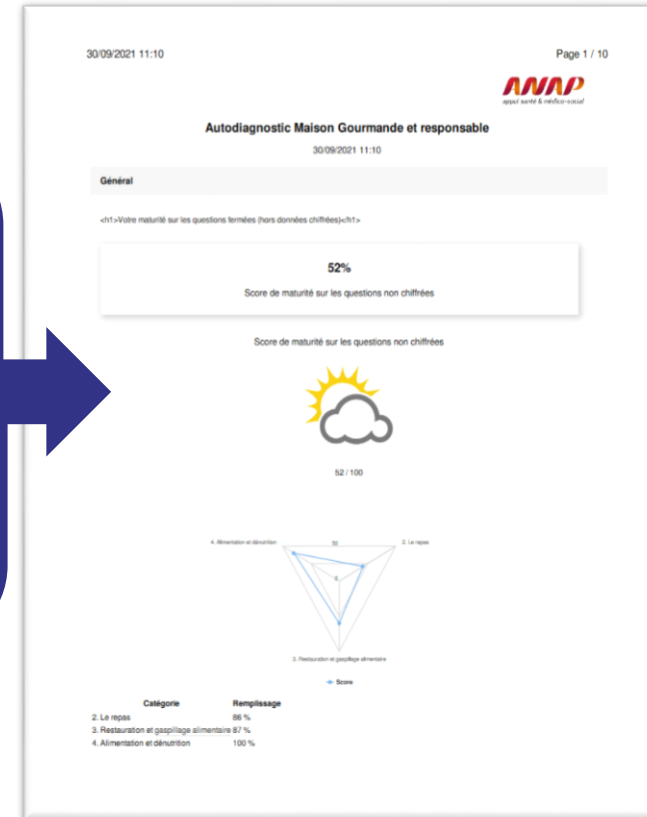 30/09/2021 11:10
Page 1 / 10
ANAP
appui santé & médico-social
Autodiagnostic Maison Gourmande et responsable
30/09/2021 11:10
Général
<h1>Votre maturité sur les questions fermées (hors données chiffrées)<h1>
52%
Score de maturité sur les questions non chiffrées
Score de maturité sur les questions non chiffrées
52 / 100
4. Alimentation et dénutrition
50
2. Le repas
0
3. Restauration et gaspillage alimentaire
Score
Catégorie Remplissage
2. Le repas 86 %
3. Restauration et gaspillage alimentaire 87 %
4. Alimentation et dénutrition 100 %